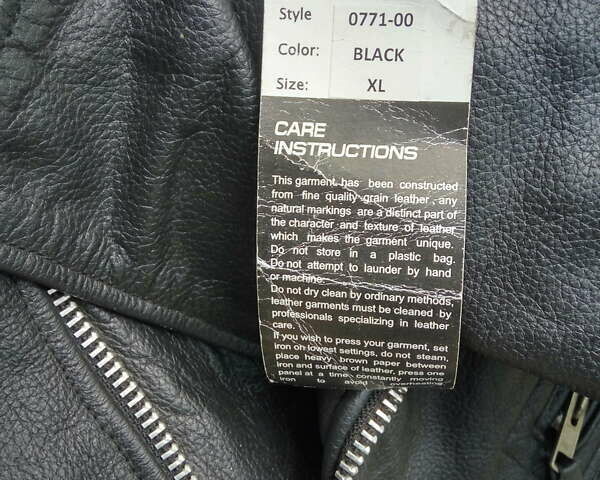 Style 0771-00
Color: BLACK
Size: XL
CARE
INSTRUCTIONS
This garment has been constructed
from fine quality grain leather, any
natural markings are a distinct part of
the character and texture of leather
which makes the garment unique.
Do not store in a plastic bag.
Do not attempt to launder by hand
or machine.
Do not dry clean by ordinary methods,
leather garments must be cleaned by
professionals specializing in leather
care.
If you wish to press your garment, set
iron on lowest settings, do not steam,
place heavy brown paper between
iron and surface of leather, press one
panel at a time, constantly moving
iron to avoid overheating